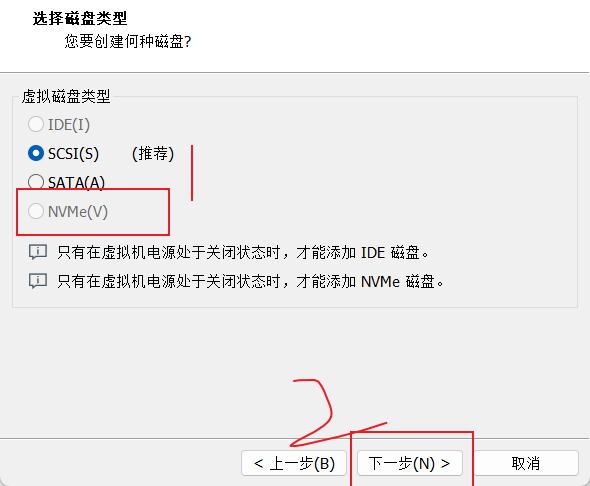 选择磁盘类型
您要创建何种磁盘?
虚拟磁盘类型
IDE(I)
SCSI(S) (推荐)
1
SATA(A)
NVMe(V)
只有在虚拟机电源处于关闭状态时，才能添加 IDE 磁盘。
只有在虚拟机电源处于关闭状态时，才能添加 NVMe 磁盘。
2
< 上一步(B) 下一步(N) > 取消